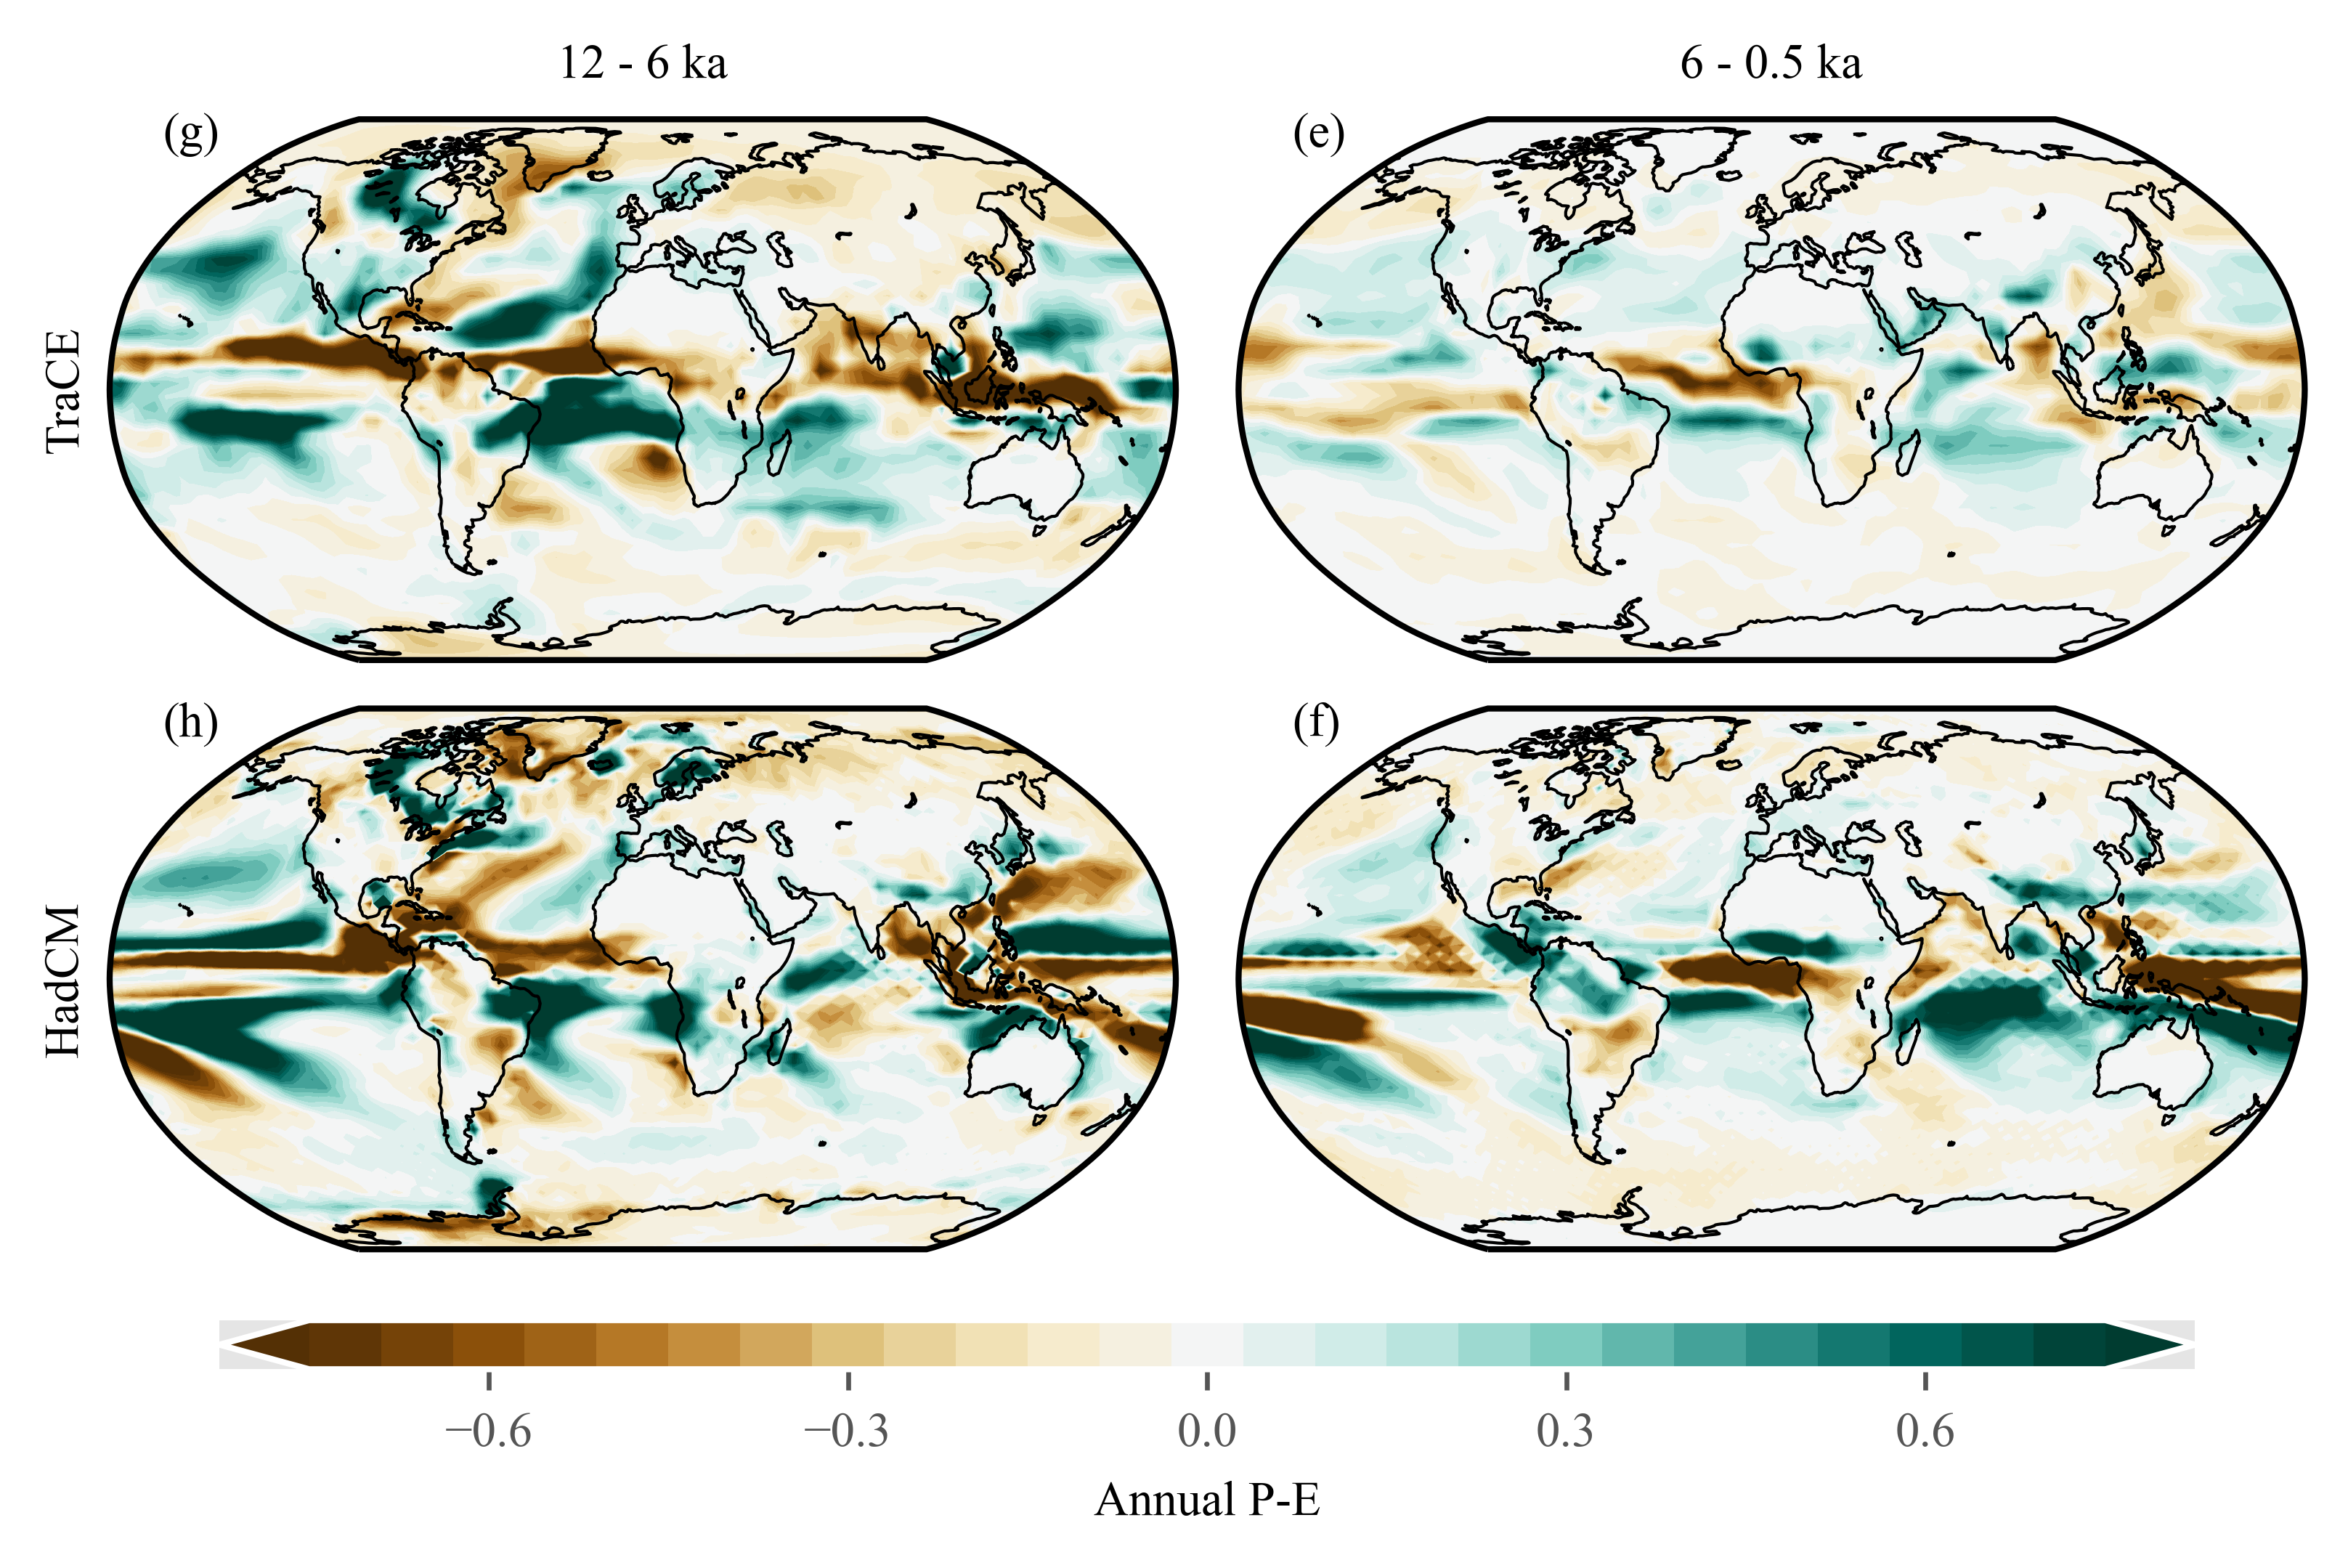 12 - 6 ka
6 - 0.5 ka
(g)
(e)
TraCE
(h)
(f)
HadCM
−0.6
−0.3
0.0
0.3
0.6
Annual P-E